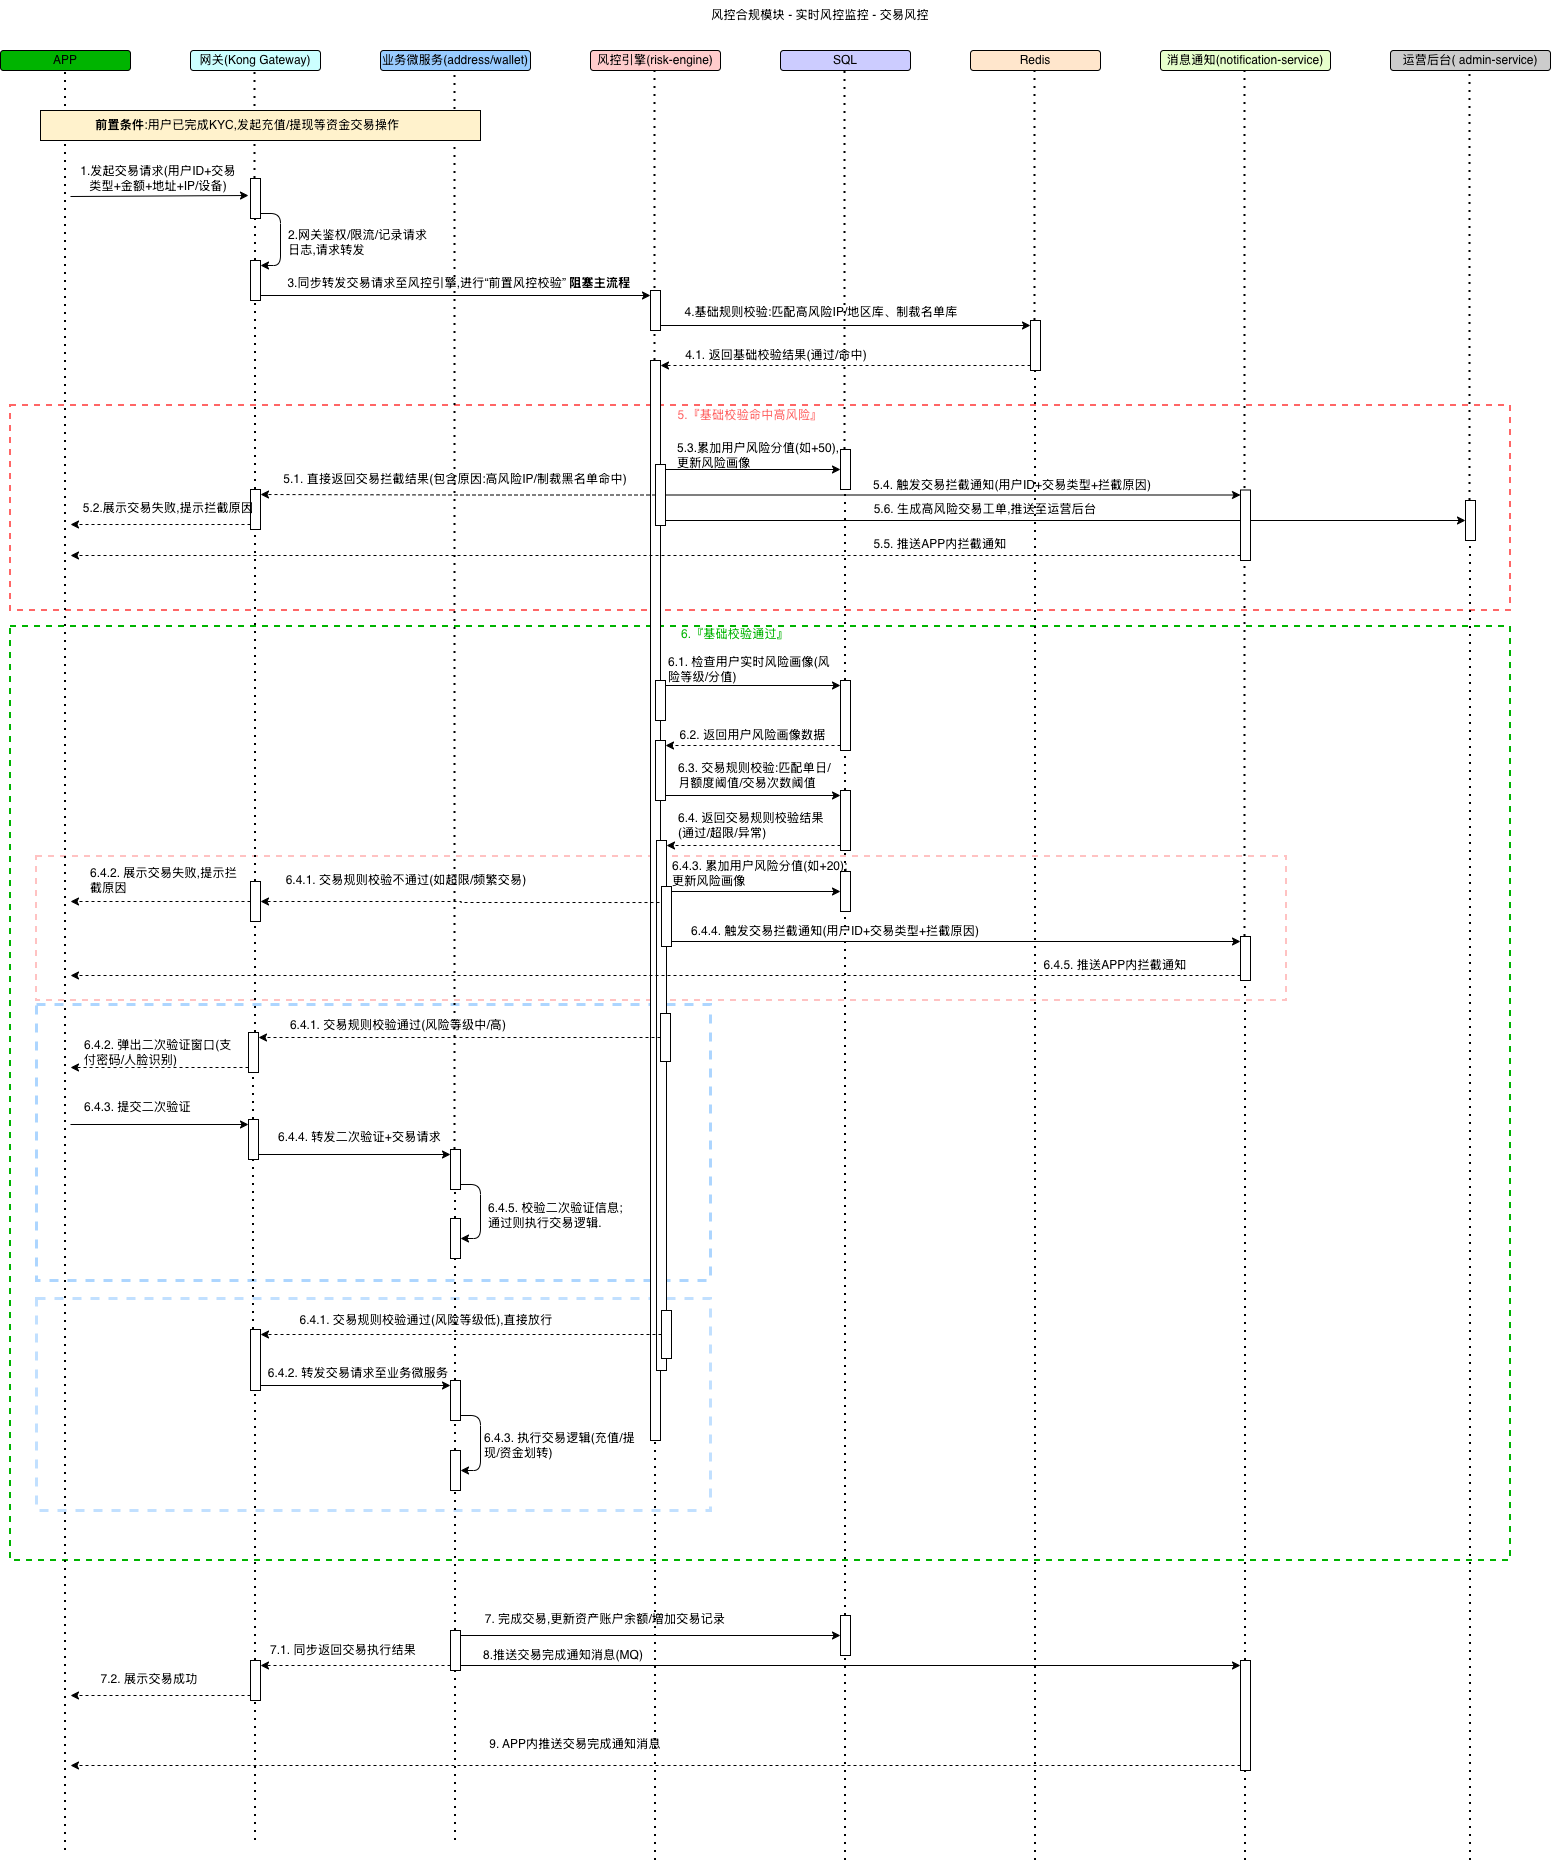 风控合规模块 - 实时风控监控 - 交易风控
APP
网关(Kong Gateway)
业务微服务(address/wallet)
风控引擎(risk-engine)
SQL
Redis
消息通知(notification-service)
运营后台( admin-service)
前置条件:用户已完成KYC,发起充值/提现等资金交易操作
1.发起交易请求(用户ID+交易
类型+金额+地址+IP/设备)
2.网关鉴权/限流/记录请求
日志,请求转发
3.同步转发交易请求至风控引擎,进行“前置风控校验” 阻塞主流程
4.基础规则校验:匹配高风险IP/地区库、制裁名单库
4.1. 返回基础校验结果(通过/命中)
5.『基础校验命中高风险』
5.3.累加用户风险分值(如+50),
更新风险画像
5.1. 直接返回交易拦截结果(包含原因:高风险IP/制裁黑名单命中)
5.4. 触发交易拦截通知(用户ID+交易类型+拦截原因)
5.2.展示交易失败,提示拦截原因
5.6. 生成高风险交易工单,推送至运营后台
5.5. 推送APP内拦截通知
6.『基础校验通过』
6.1. 检查用户实时风险画像(风
险等级/分值)
6.2. 返回用户风险画像数据
6.3. 交易规则校验:匹配单日/
月额度阈值/交易次数阈值
6.4. 返回交易规则校验结果
(通过/超限/异常)
6.4.3. 累加用户风险分值(如+20)
更新风险画像
6.4.2. 展示交易失败,提示拦
截原因
6.4.1. 交易规则校验不通过(如超限/频繁交易)
6.4.4. 触发交易拦截通知(用户ID+交易类型+拦截原因)
6.4.5. 推送APP内拦截通知
6.4.1. 交易规则校验通过(风险等级中/高)
6.4.2. 弹出二次验证窗口(支
付密码/人脸识别)
6.4.3. 提交二次验证
6.4.4. 转发二次验证+交易请求
6.4.5. 校验二次验证信息;
通过则执行交易逻辑.
6.4.1. 交易规则校验通过(风险等级低),直接放行
6.4.2. 转发交易请求至业务微服务
6.4.3. 执行交易逻辑(充值/提
现/资金划转)
7. 完成交易,更新资产账户余额/增加交易记录
7.1. 同步返回交易执行结果
8.推送交易完成通知消息(MQ)
7.2. 展示交易成功
9. APP内推送交易完成通知消息